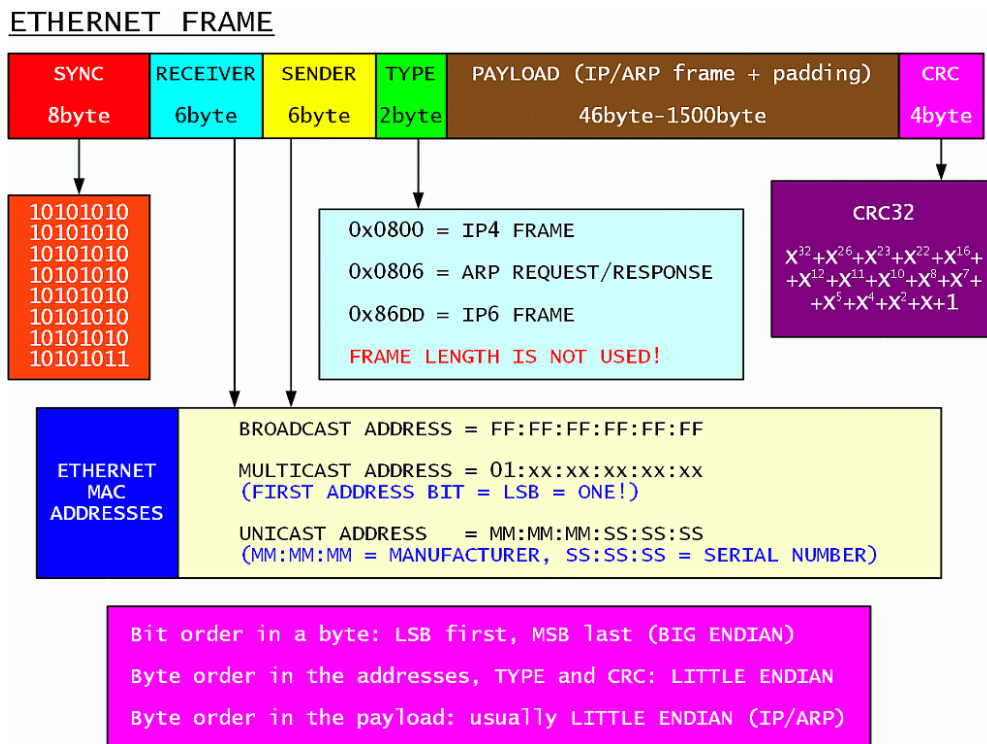 ETHERNET FRAME
SYNC RECEIVER SENDER TYPE PAYLOAD (IP/ARP frame + padding) CRC
8byte 6byte 6byte 2byte 46byte-1500byte 4byte
10101010
10101010
10101010
10101010
10101010
10101010
10101010
10101011
0x0800 = IP4 FRAME
0x0806 = ARP REQUEST/RESPONSE
0x86DD = IP6 FRAME
FRAME LENGTH IS NOT USED!
CRC32
X³²+X²⁶+X²³+X²²+X¹⁶+
+X¹²+X¹¹+X¹⁰+X⁸+X⁷+
+X⁵+X⁴+X²+X+1
ETHERNET
MAC
ADDRESSES
BROADCAST ADDRESS = FF:FF:FF:FF:FF:FF
MULTICAST ADDRESS = 01:xx:xx:xx:xx:xx
(FIRST ADDRESS BIT = LSB = ONE!)
UNICAST ADDRESS = MM:MM:MM:SS:SS:SS
(MM:MM:MM = MANUFACTURER, SS:SS:SS = SERIAL NUMBER)
Bit order in a byte: LSB first, MSB last (BIG ENDIAN)
Byte order in the addresses, TYPE and CRC: LITTLE ENDIAN
Byte order in the payload: usually LITTLE ENDIAN (IP/ARP)